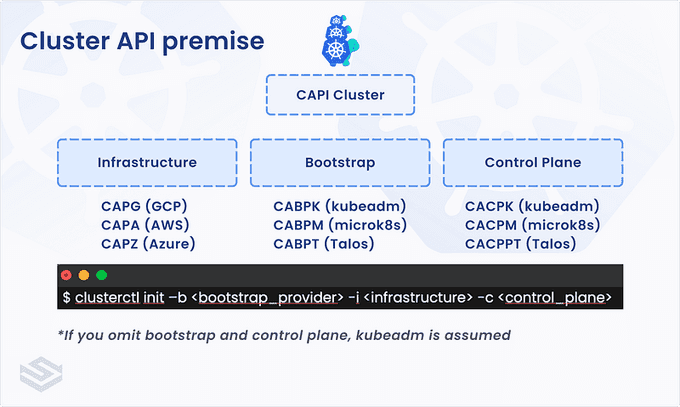 Cluster API premise
CAPI Cluster
Infrastructure
CAPG (GCP)
CAPA (AWS)
CAPZ (Azure)
Bootstrap
CABPK (kubeadm)
CABPM (microk8s)
CABPT (Talos)
Control Plane
CACPK (kubeadm)
CACPM (microk8s)
CACPPT (Talos)
$ clusterctl init –b <bootstrap_provider> -i <infrastructure> -c <control_plane>
*If you omit bootstrap and control plane, kubeadm is assumed